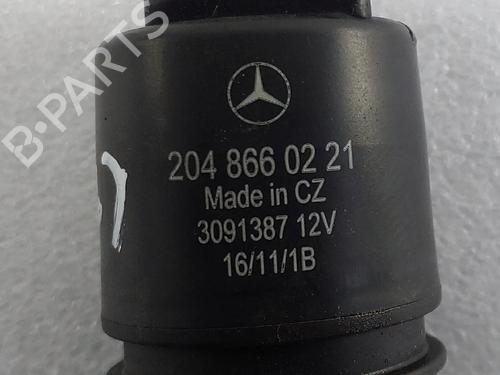 B-PARTS
204 866 02 21
Made in CZ
3091387 12V
16/11/1B